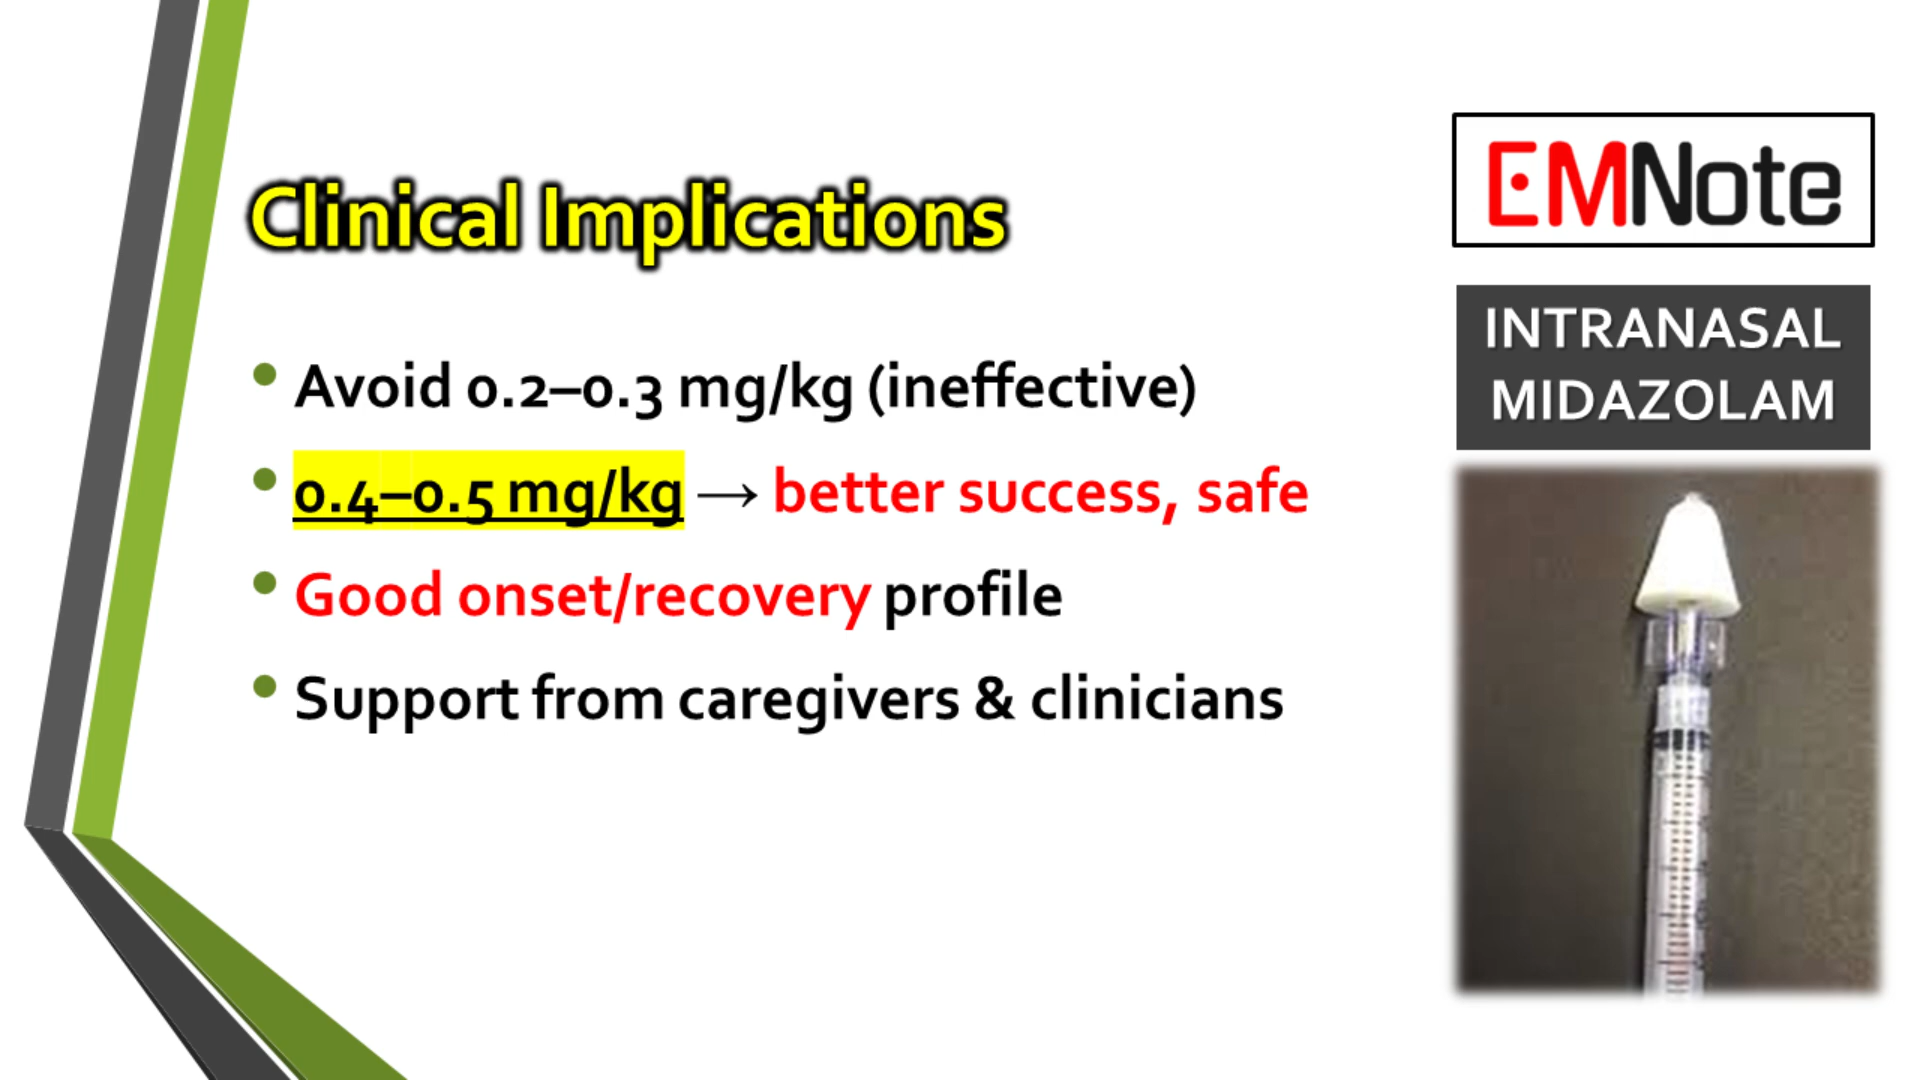 Clinical Implications
• Avoid 0.2–0.3 mg/kg (ineffective)
• 0.4–0.5 mg/kg → better success, safe
• Good onset/recovery profile
• Support from caregivers & clinicians
EMNote
INTRANASAL
MIDAZOLAM